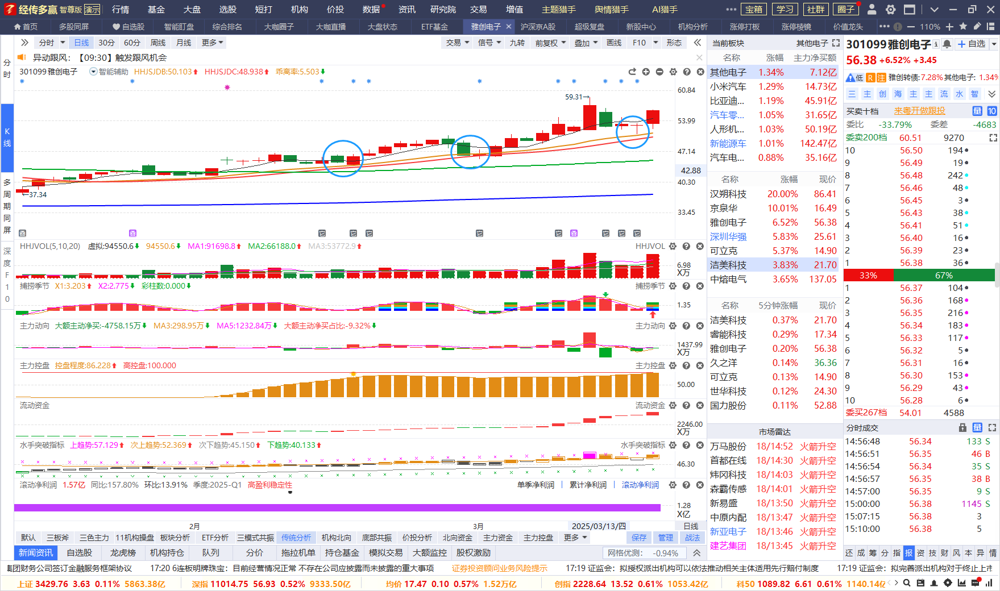 经传多赢 智尊版 演示 行情 基金 大盘 选股 短打 机构 价投 数据 资讯 研究院 交易 增值 主题猎手 舆情猎手 AI猎手 ••• 宝箱 学习 社群 圈子
首页 多股同屏 自选股 智能盯盘 综合排名 大咖圈子 大咖直播 大盘状态 ETF基金 雅创电子 × 沪深京A股 超级复盘 新股中心 机构分析 涨停打板 涨停棱镜 价值龙头 ••• 110%
分时 日线 30分 60分 周线 月线 更多 交易 信号 九转 前复权 叠加 画线 F10 形态
异动跟风: 【09:30】触发跟风机会
301099 雅创电子 智能辅助 HHJSJDB:50.103 HHJSJDC:48.938 乖离率:5.503
分时
K线
多周期同屏
深度F10
59.31
37.34
60.84
53.99
47.14
42.88
40.30
33.45
HHJVOL(5,10,20) 虚拟:94550.6 94550.6 MA1:91698.8 MA2:66188.0 MA3:53772.9 HHJVOL
6.98
X万
捕捞季节 X1:3.203 X2:2.775 彩柱数:0.000 捕捞季节
1.35
主力动向 大额主动净买:-4758.15万 MA3:298.95万 MA5:1232.84万 大额主动净买占比:-9.32% 主力动向
1437.99
X万
主力控盘 控盘程度:86.228 高控盘:100.000 主力控盘
50.00
流动资金 流动资金
2246.00
X万
水手突破指标 上趋势:57.129 次上趋势:52.369 次下趋势:45.150 下趋势:40.133 水手突破指标
46.30
滚动净利润 1.57亿 同比:157.80% 环比:13.91% 季度:2025-Q1 高盈利稳定性 单季净利润 累计净利润 滚动净利润
1.28
X亿
2月 3月 2025/03/13/四 日线
默认 三板斧 三色主力 11机构操盘 板块分析 ETF分析 三模式共振 传统分析 机构北向 底部共振 价投分析 北向资金 主力资金 主力控盘 更多 保存 管理 战法
新闻资讯 自选股 龙虎榜 机构持仓 队列 分价 拖拉机单 持仓基金 模拟交易 大额监控 股权激励 网格优测: -0.94%
当前板块 其他电子
名称 涨幅 主力净买额
其他电子 1.34% 7.12亿
小米汽车 1.29% 14.73亿
比亚迪... 1.19% 45.91亿
汽车零... 1.05% 31.65亿
人形机... 1.03% 50.19亿
新能源车 1.01% 142.47亿
汽车电... 0.88% 35.16亿
名称 涨幅 现价
汉朔科技 20.00% 86.41
京泉华 10.01% 16.49
雅创电子 6.52% 56.38
深圳华强 5.83% 25.61
可立克 5.37% 14.90
洁美科技 3.83% 21.70
中熔电气 3.65% 137.05
名称 5分钟涨幅 现价
洁美科技 0.37% 21.70
睿能科技 0.29% 17.34
雅创电子 0.20% 56.38
久之洋 0.14% 36.36
可立克 0.13% 14.90
世华科技 0.12% 24.30
国力股份 0.11% 52.88
市场雷达
万马股份 18/14:52 火箭升空
首都在线 18/14:30 火箭升空
炜冈科技 18/14:03 火箭升空
森霸传感 18/14:01 火箭升空
新易盛 18/13:50 火箭升空
中原内配 18/13:47 火箭升空
新亚电子 18/13:46 火箭升空
建艺集团 18/13:45 火箭升空
301099 雅创电子 自选
56.38 +6.52% +3.45
低 R 注 雅创转债:7.28% 其他电子: 1.34%
三 主 创 海 主 主 流 水 智
买卖十档 来粤开做跟投 量 10
委比 -33.79% 委差 -4683
委卖200档 60.51 9270
10 56.50 194
9 56.49 19
8 56.48 242
7 56.46 48
6 56.45 3
5 56.43 38
4 56.41 51
3 56.40 16
2 56.39 23
1 56.38 36
33% 67%
1 56.37 104
2 56.36 168
3 56.35 216
4 56.34 183
5 56.33 117
6 56.32 5
7 56.31 16
8 56.30 153
9 56.29 43
10 56.28 6
委买267档 54.01 4588
分时成交 量
14:56:48 56.34 133 S
14:56:51 56.35 46 B
14:56:54 56.34 35 S
14:56:57 56.35 38 B
14:57:00 56.35 9 S
15:00:00 56.38 1145 S
15:07:15 56.38 3
15:10:00 56.38 5
还 成 筹 分 指 报 资 技 财 风 本 异 情
集团财务公司签订金融服务框架协议 17:20 6连板明牌珠宝：目前经营情况正常 不存在公司应披露而未披露的重大事项 证券投资顾问业务风险提示 17:19 证监会：拟授权派出机构可以依法推动相关主体适用先行赔付制度 17:19 证监会：拟完善派出机构对于终止上市
上证 3429.76 3.63 0.11% 5863.38亿 深指 11014.75 56.93 0.52% 9333.50亿 均价 17.47 0.10 0.57% 1.52万亿 创指 2228.64 13.52 0.61% 1053.42亿 科50 1089.82 6.61 0.61% 1140.14亿